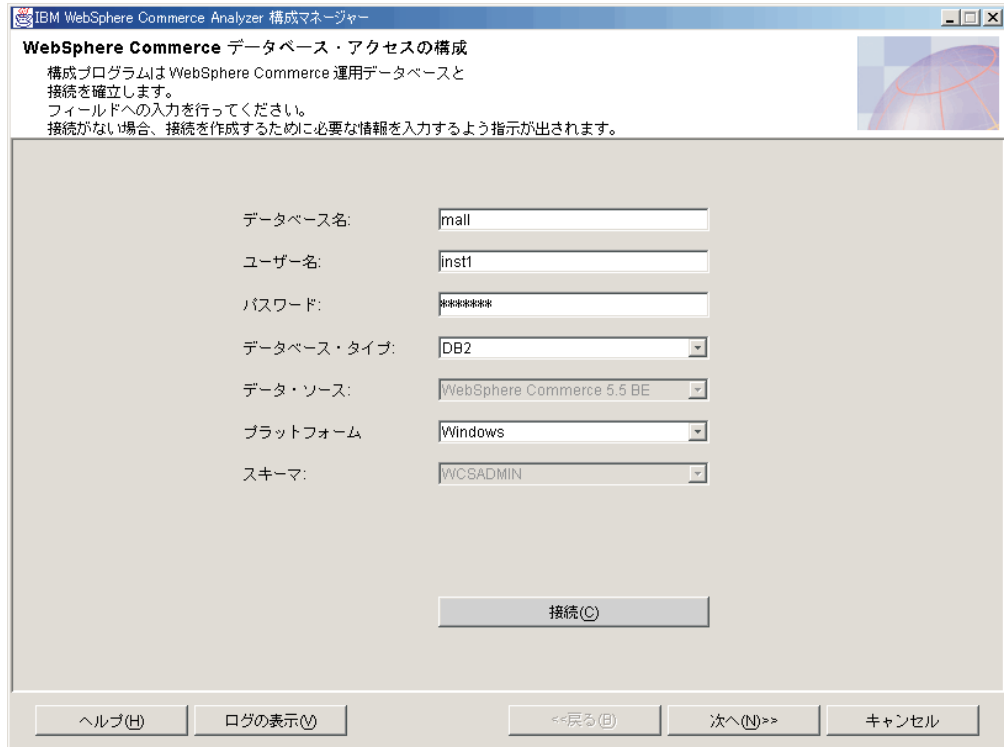 IBM WebSphere Commerce Analyzer 構成マネージャー
WebSphere Commerce データベース・アクセスの構成
構成プログラムは WebSphere Commerce 運用データベースと
接続を確立します。
フィールドへの入力を行ってください。
接続がない場合、接続を作成するために必要な情報を入力するよう指示が出されます。
データベース名: mall
ユーザー名: inst1
パスワード: *******
データベース・タイプ: DB2
データ・ソース: WebSphere Commerce 5.5 BE
プラットフォーム Windows
スキーマ: WCSADMIN
接続(C)
ヘルプ(H) ログの表示(V) <<戻る(B) 次へ(N)>> キャンセル